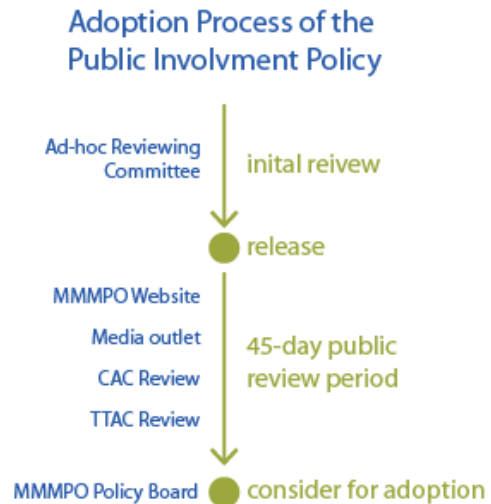 Adoption Process of the
Public Involvment Policy
Ad-hoc Reviewing
Committee
inital reivew
release
MMMPO Website
Media outlet
CAC Review
TTAC Review
45-day public
review period
MMMPO Policy Board
consider for adoption